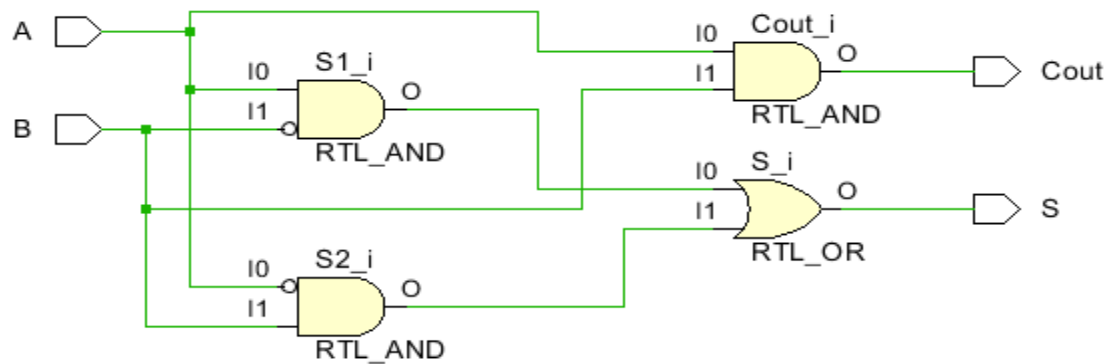 A
B
S1_i
I0
I1
O
RTL_AND
S2_i
I0
I1
O
RTL_AND
Cout_i
I0
I1
O
RTL_AND
Cout
S_i
I0
I1
O
RTL_OR
S